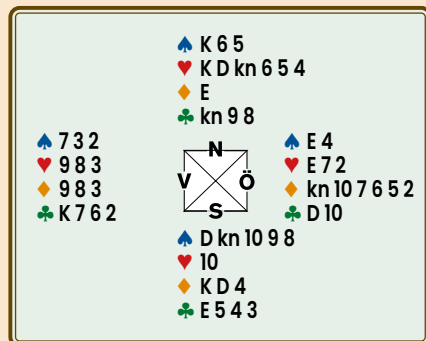 ♠ K 6 5
♥ K D kn 6 5 4
♦ E
♣ kn 9 8
♠ 7 3 2
♥ 9 8 3
♦ 9 8 3
♣ K 7 6 2
N
V Ö
S
♠ E 4
♥ E 7 2
♦ kn 10 7 6 5 2
♣ D 10
♠ D kn 10 9 8
♥ 10
♦ K D 4
♣ E 5 4 3